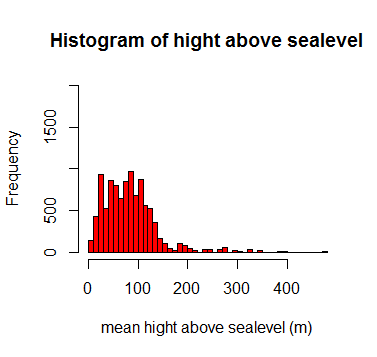 Histogram of hight above sealevel
Frequency
1500
500
0
0 100 200 300 400
mean hight above sealevel (m)